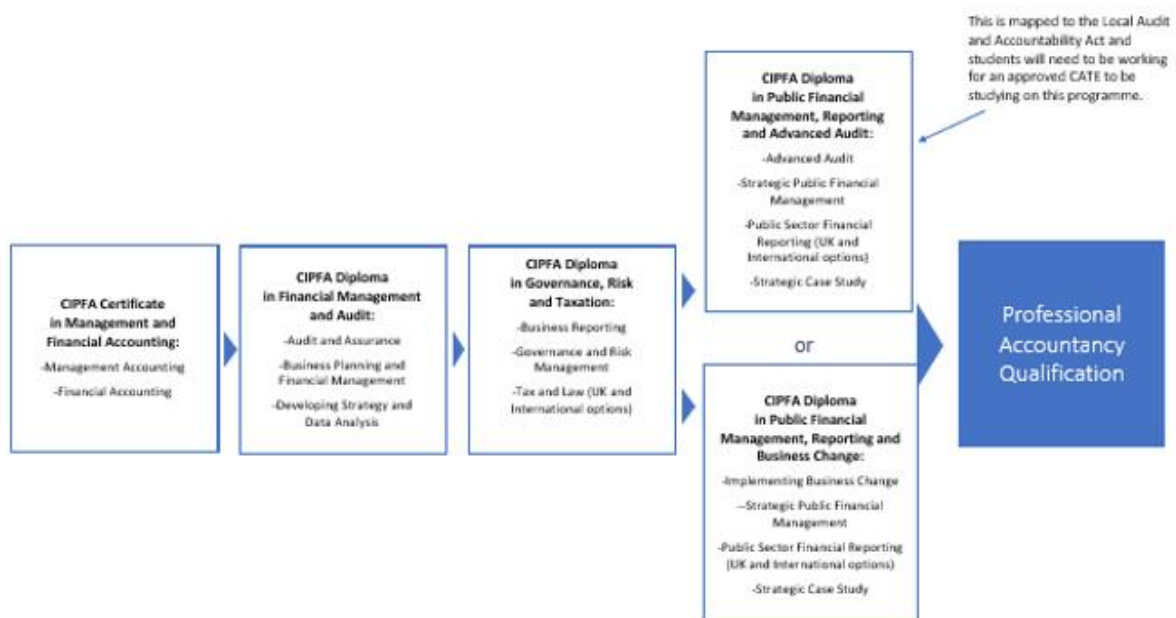 This is mapped to the Local Audit
and Accountability Act and
students will need to be working
for an approved CATE to be
studying on this programme.
CIPFA Certificate
in Management and
Financial Accounting:
-Management Accounting
-Financial Accounting
CIPFA Diploma
in Financial Management
and Audit:
-Audit and Assurance
-Business Planning and
Financial Management
-Developing Strategy and
Data Analysis
CIPFA Diploma
in Governance, Risk
and Taxation:
-Business Reporting
-Governance and Risk
Management
-Tax and Law (UK and
International options)
CIPFA Diploma
in Public Financial
Management, Reporting
and Advanced Audit:
-Advanced Audit
-Strategic Public Financial
Management
-Public Sector Financial
Reporting (UK and
International options)
-Strategic Case Study
or
CIPFA Diploma
in Public Financial
Management, Reporting and
Business Change:
-Implementing Business Change
--Strategic Public Financial
Management
-Public Sector Financial Reporting
(UK and International options)
-Strategic Case Study
Professional
Accountancy
Qualification